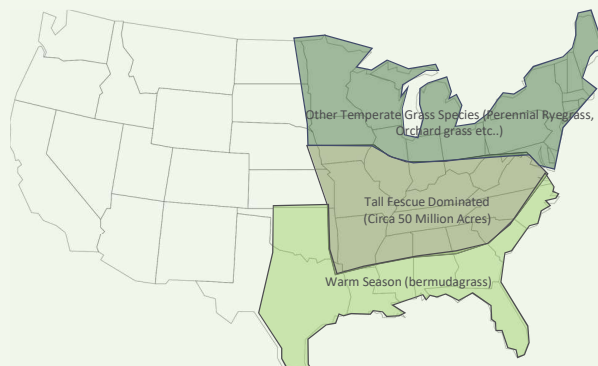 Other Temperate Grass Species (Perennial Ryegrass,
Orchard grass etc..)
Tall Fescue Dominated
(Circa 50 Million Acres)
Warm Season (bermudagrass)